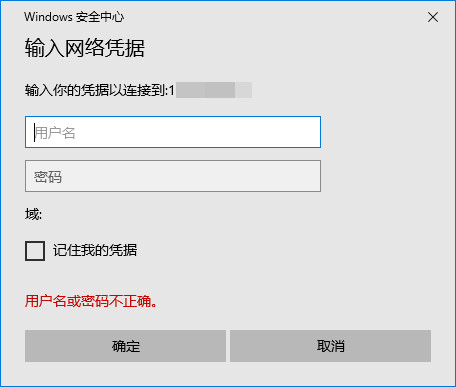 Windows 安全中心
输入网络凭据
输入你的凭据以连接到:1
用户名
密码
域:
记住我的凭据
用户名或密码不正确。
确定
取消